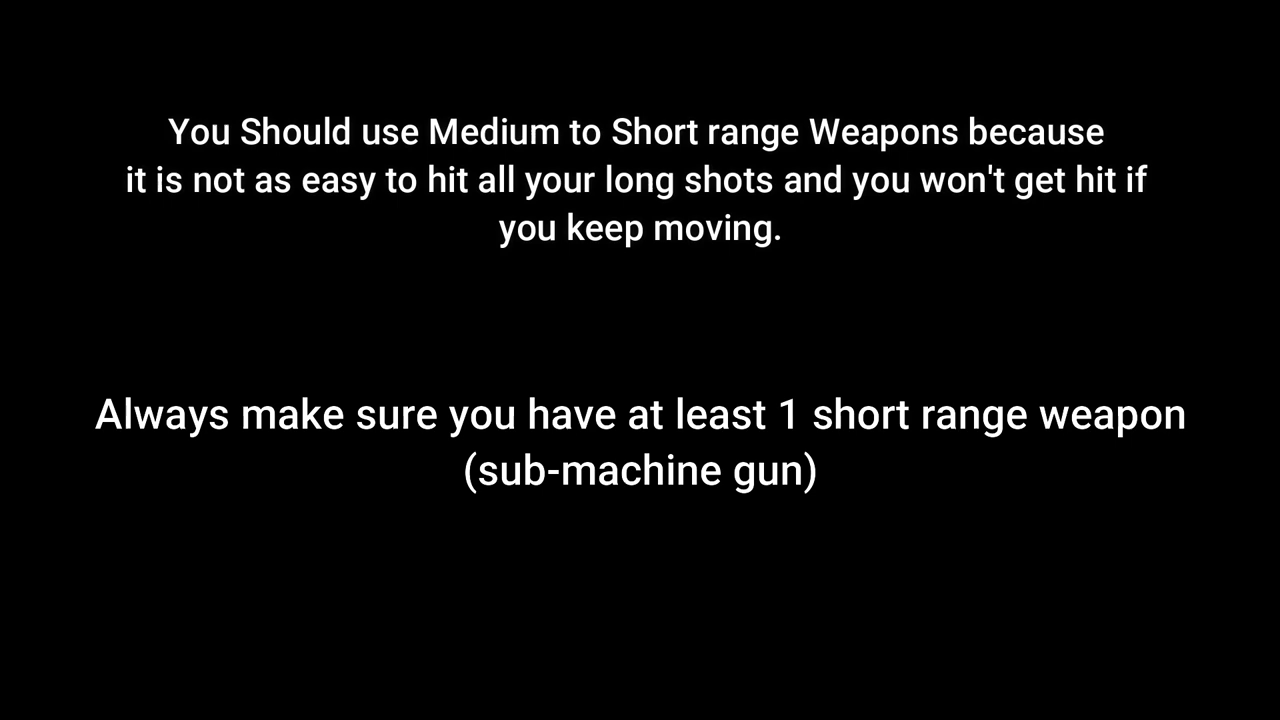 You Should use Medium to Short range Weapons because
it is not as easy to hit all your long shots and you won't get hit if
you keep moving.
Always make sure you have at least 1 short range weapon
(sub-machine gun)